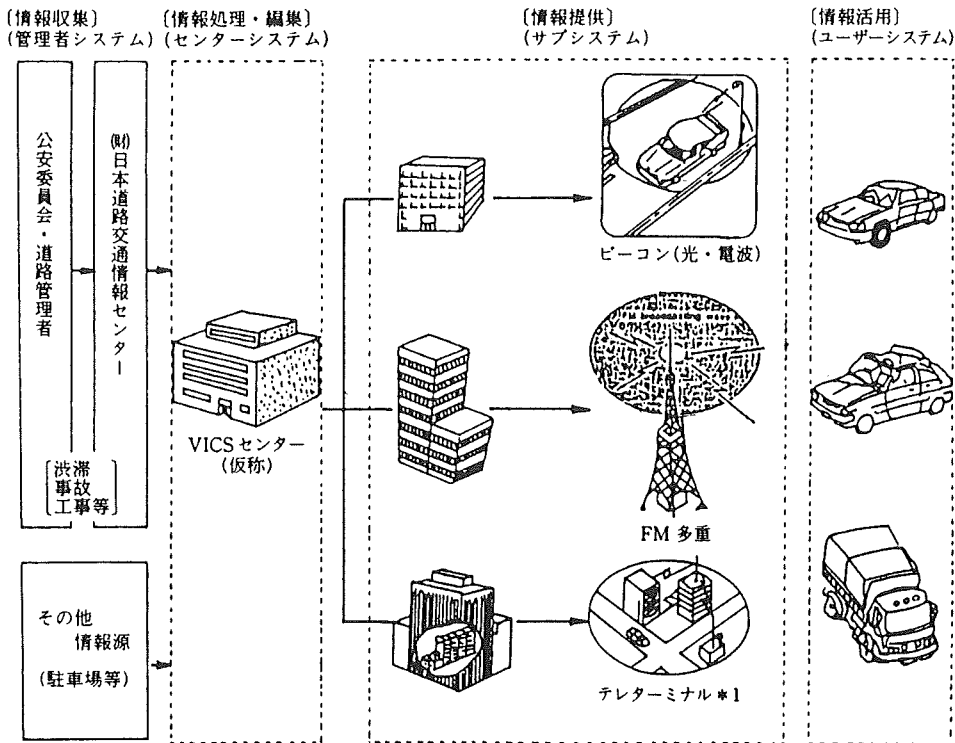 〔情報収集〕
(管理者システム)
〔情報処理・編集〕
(センターシステム)
〔情報提供〕
(サブシステム)
〔情報活用〕
(ユーザーシステム)
公安委員会・道路管理者
㈶日本道路交通情報センター
渋滞
事故
工事等
その他
情報源
(駐車場等)
VICSセンター
(仮称)
ビーコン(光・電波)
FM 多重
テレターミナル*1